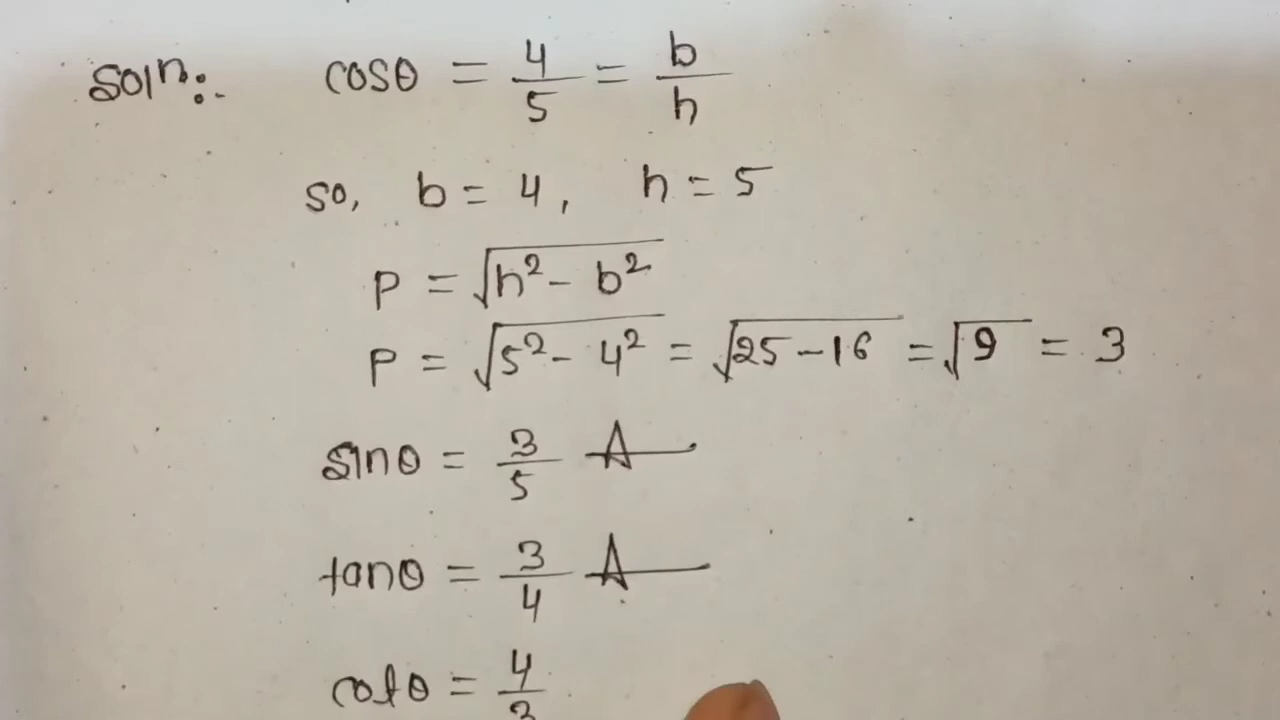 Soln:. cosθ = 4/5 = b/h
so, b = 4, h = 5
P = √(h² - b²)
P = √(5² - 4²) = √(25 - 16) = √9 = 3
sinθ = 3/5 A
tanθ = 3/4 A
cotθ = 4/3